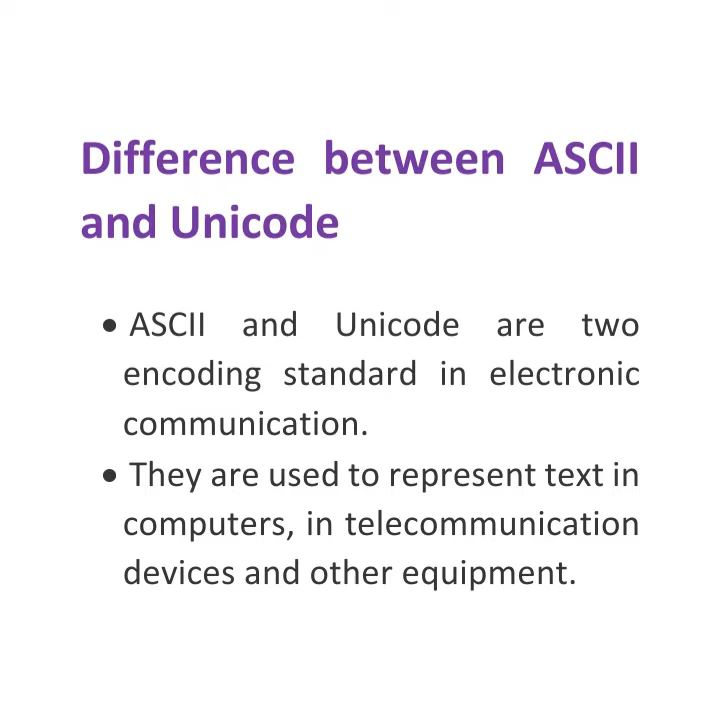 Difference between ASCII
and Unicode
• ASCII and Unicode are two
encoding standard in electronic
communication.
• They are used to represent text in
computers, in telecommunication
devices and other equipment.